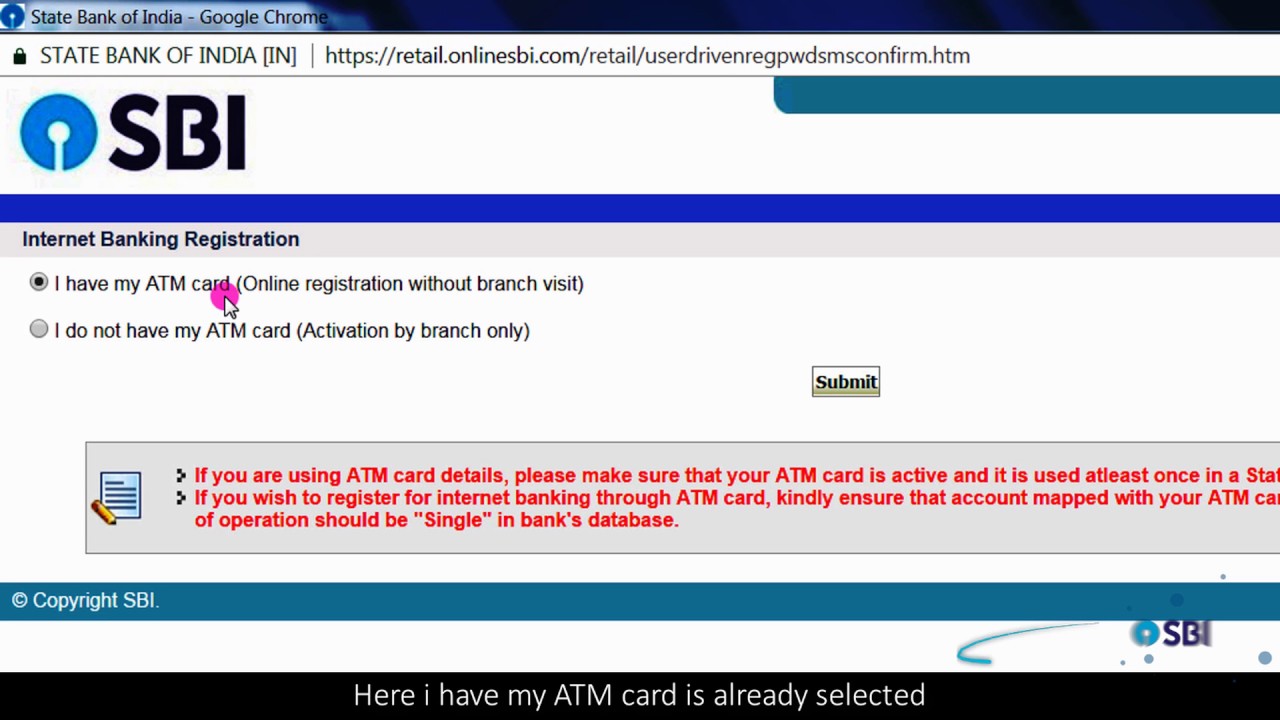 State Bank of India - Google Chrome
STATE BANK OF INDIA [IN] https://retail.onlinesbi.com/retail/userdrivenregpwdsmsconfirm.htm
SBI
Internet Banking Registration
I have my ATM card (Online registration without branch visit)
I do not have my ATM card (Activation by branch only)
Submit
If you are using ATM card details, please make sure that your ATM card is active and it is used atleast once in a Stat
If you wish to register for internet banking through ATM card, kindly ensure that account mapped with your ATM car
of operation should be "Single" in bank's database.
© Copyright SBI.
SBI
Here i have my ATM card is already selected